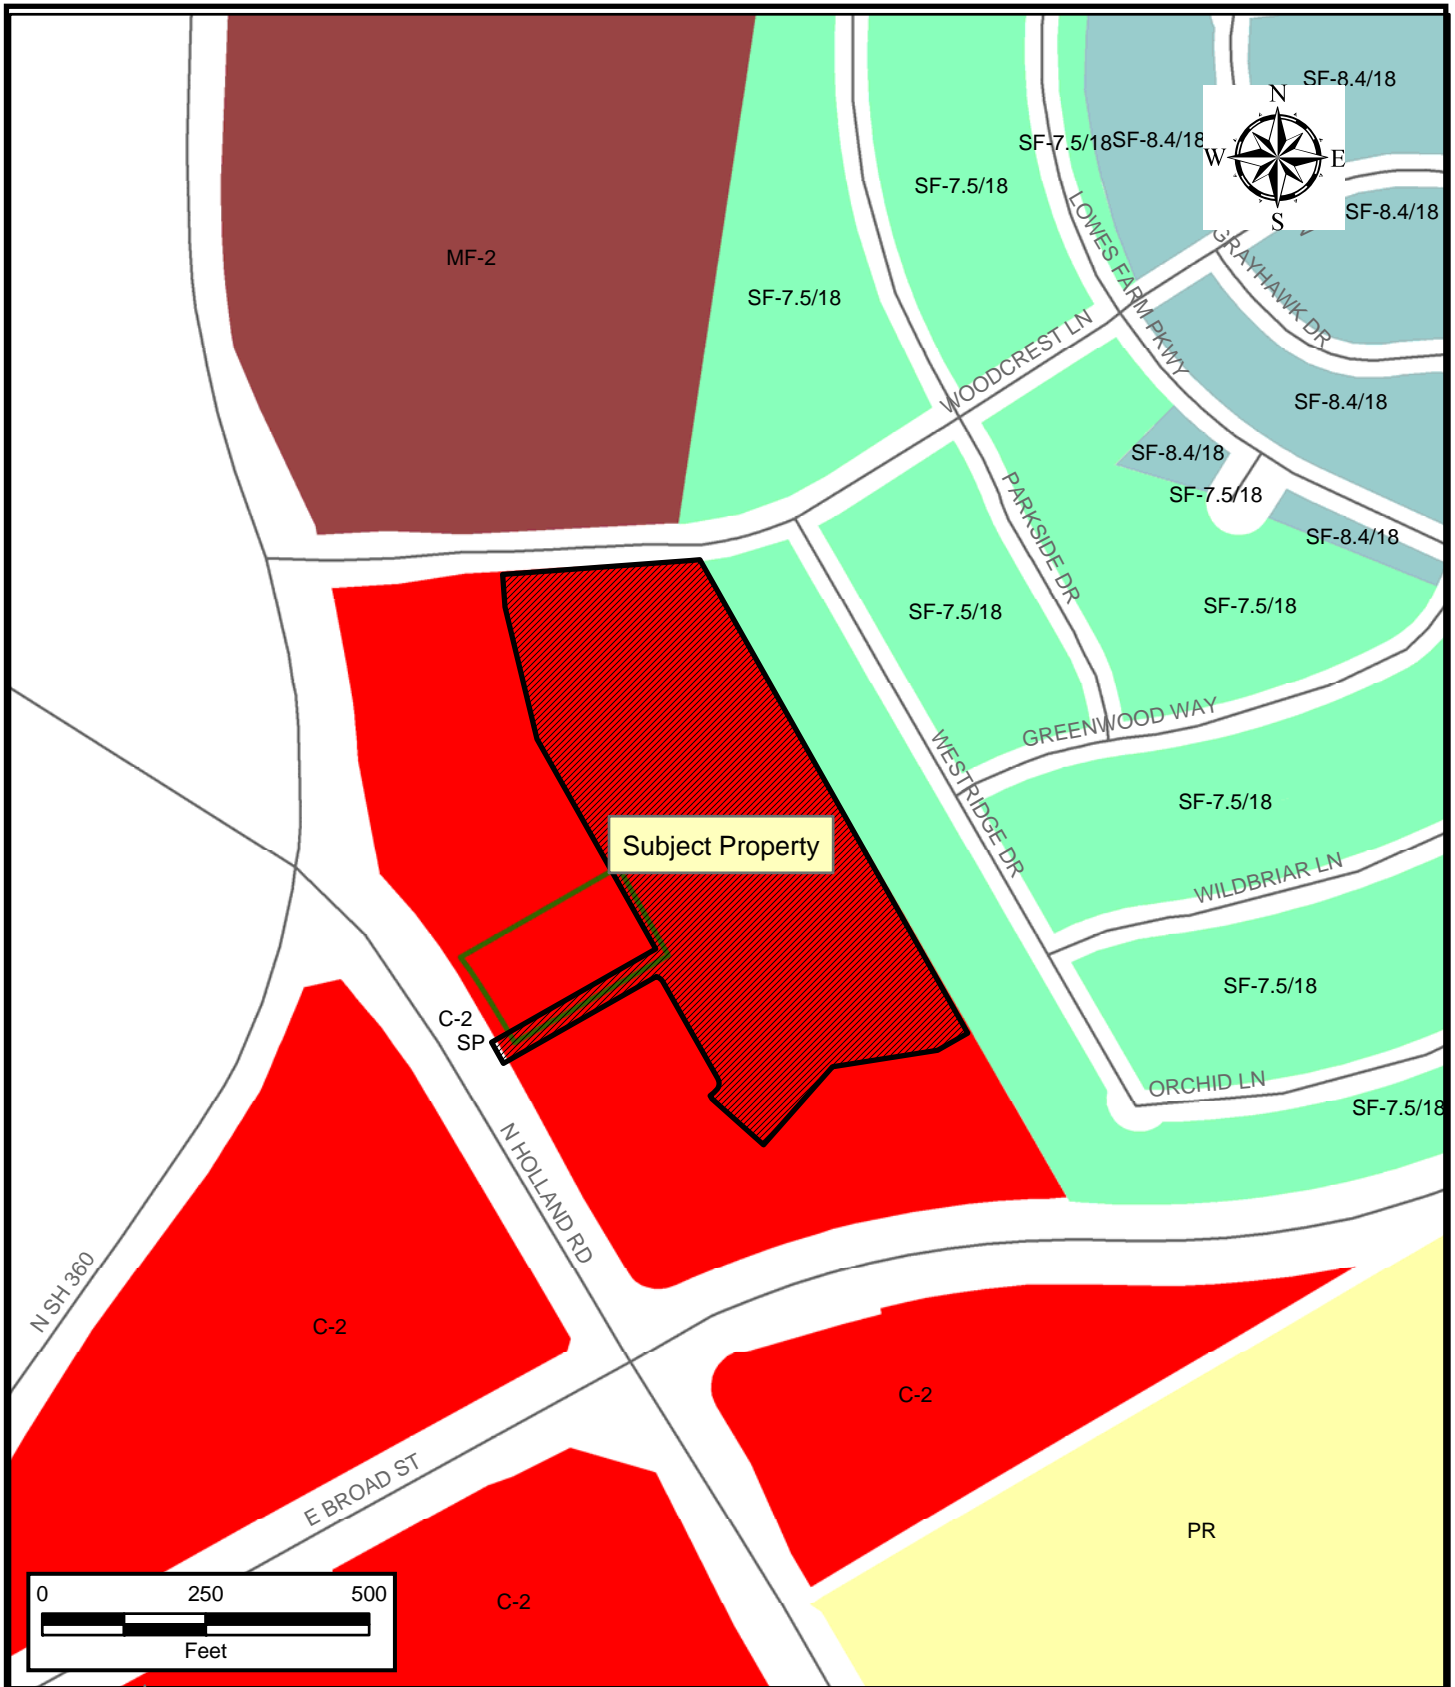 SF-8.4/18
N
W
E
S
SF-7.5/18
SF-8.4/18
SF-7.5/18
SF-8.4/18
MF-2
SF-7.5/18
LOWES FARM PKWY
GRAYHAWK DR
WOODCREST LN
SF-8.4/18
SF-8.4/18
SF-7.5/18
SF-8.4/18
PARKSIDE DR
SF-7.5/18
SF-7.5/18
GREENWOOD WAY
WESTRIDGE DR
SF-7.5/18
Subject Property
WILDBRIAR LN
SF-7.5/18
C-2
SP
ORCHID LN
SF-7.5/18
N HOLLAND RD
N SH 360
C-2
C-2
E BROAD ST
PR
C-2
0 250 500
Feet